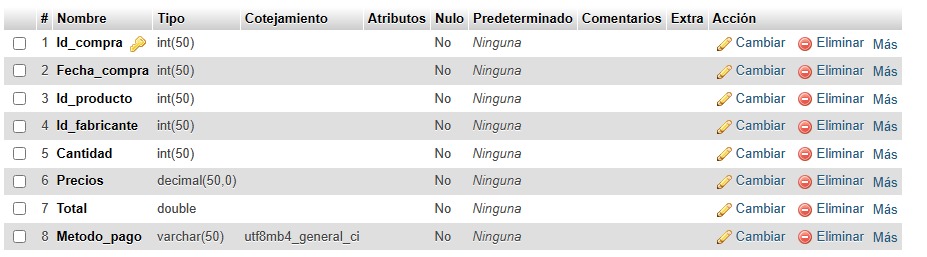 # Nombre Tipo Cotejamiento Atributos Nulo Predeterminado Comentarios Extra Acción
1 Id_compra int(50) No Ninguna Cambiar Eliminar Más
2 Fecha_compra int(50) No Ninguna Cambiar Eliminar Más
3 Id_producto int(50) No Ninguna Cambiar Eliminar Más
4 Id_fabricante int(50) No Ninguna Cambiar Eliminar Más
5 Cantidad int(50) No Ninguna Cambiar Eliminar Más
6 Precios decimal(50,0) No Ninguna Cambiar Eliminar Más
7 Total double No Ninguna Cambiar Eliminar Más
8 Metodo_pago varchar(50) utf8mb4_general_ci No Ninguna Cambiar Eliminar Más